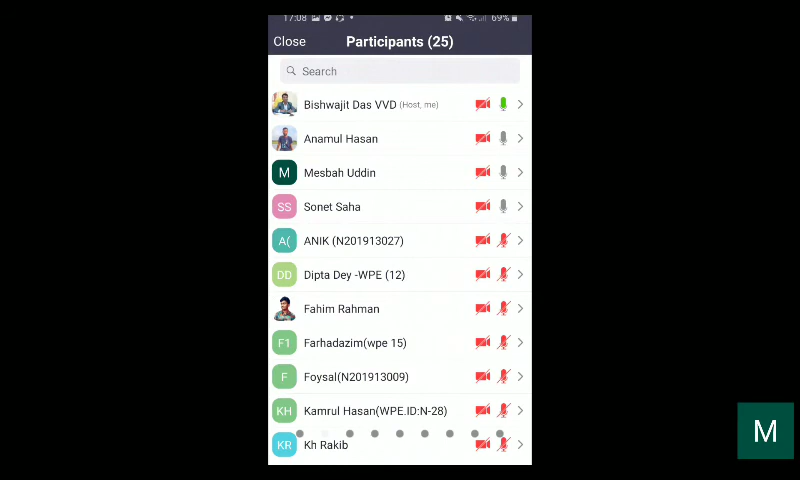 17:08 69%
Close Participants (25)
Search
Bishwajit Das VVD (Host, me)
Anamul Hasan
M Mesbah Uddin
SS Sonet Saha
A( ANIK (N201913027)
DD Dipta Dey -WPE (12)
Fahim Rahman
F1 Farhadazim(wpe 15)
F Foysal(N201913009)
KH Kamrul Hasan(WPE.ID:N-28)
KR Kh Rakib
M